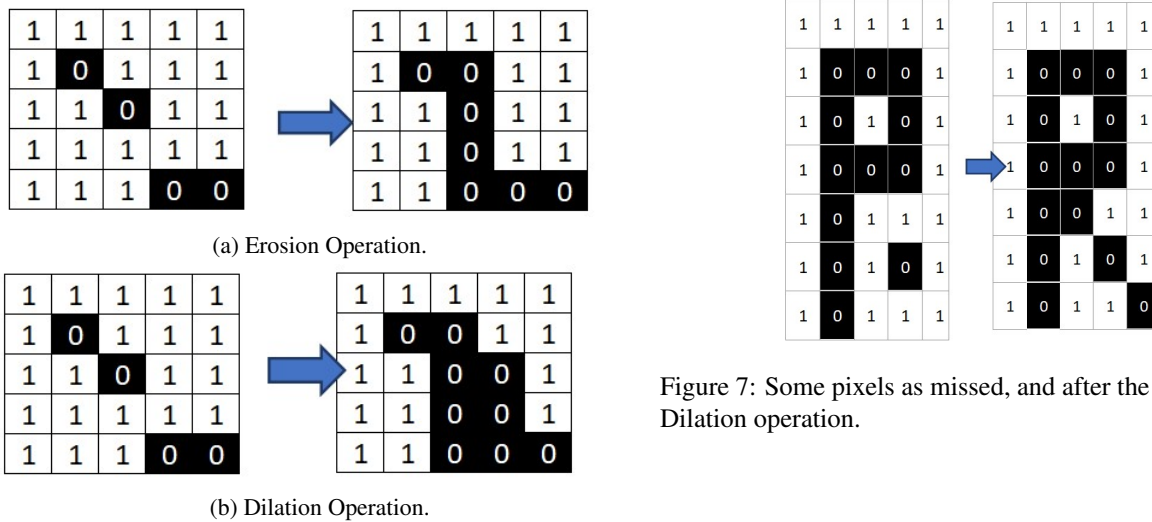 1 1 1 1 1
1 0 1 1 1
1 1 0 1 1
1 1 1 1 1
1 1 1 0 0
1 1 1 1 1
1 0 0 1 1
1 1 0 1 1
1 1 0 1 1
1 1 0 0 0
(a) Erosion Operation.
1 1 1 1 1
1 0 1 1 1
1 1 0 1 1
1 1 1 1 1
1 1 1 0 0
1 1 1 1 1
1 0 0 1 1
1 1 0 0 1
1 1 0 0 1
1 1 0 0 0
(b) Dilation Operation.
1 1 1 1 1
1 0 0 0 1
1 0 1 0 1
1 0 0 0 1
1 0 1 1 1
1 0 1 0 1
1 0 1 1 1
1 1 1 1 1
1 0 0 0 1
1 0 1 0 1
1 0 0 0 1
1 0 0 1 1
1 0 1 0 1
1 0 1 1 0
Figure 7: Some pixels as missed, and after the
Dilation operation.